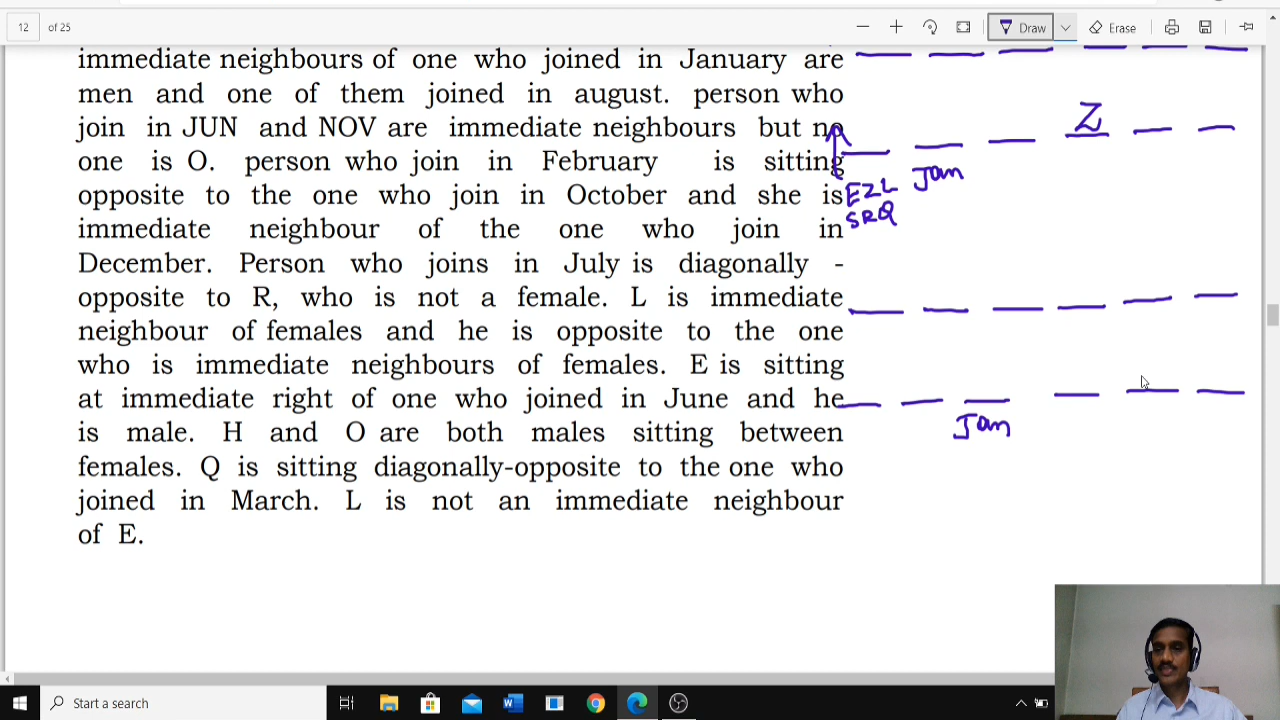 12 of 25 Draw Erase
immediate neighbours of one who joined in January are
men and one of them joined in august. person who
join in JUN and NOV are immediate neighbours but no
one is O. person who join in February is sitting
opposite to the one who join in October and she is
immediate neighbour of the one who join in
December. Person who joins in July is diagonally -
opposite to R, who is not a female. L is immediate
neighbour of females and he is opposite to the one
who is immediate neighbours of females. E is sitting
at immediate right of one who joined in June and he
is male. H and O are both males sitting between
females. Q is sitting diagonally-opposite to the one who
joined in March. L is not an immediate neighbour
of E.
Z
EZL Jan
SRQ
Jan
Start a search